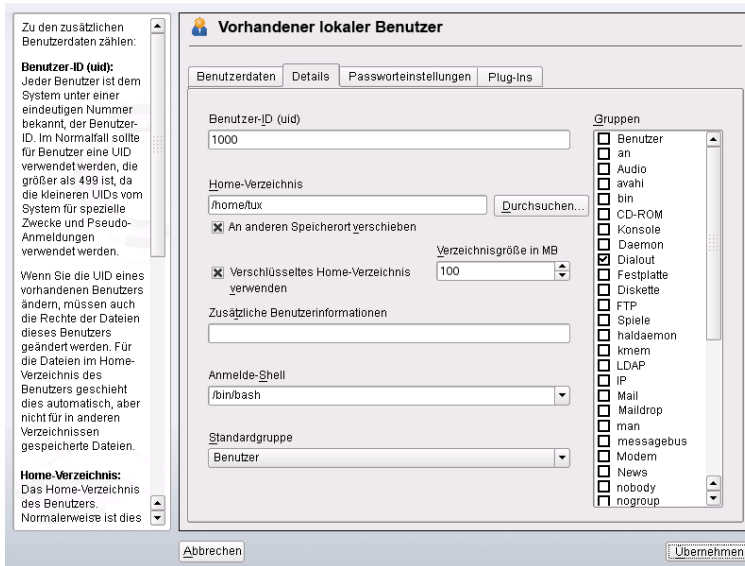 Zu den zusätzlichen
Benutzerdaten zählen:
Benutzer-ID (uid):
Jeder Benutzer ist dem
System unter einer
eindeutigen Nummer
bekannt, der Benutzer-
ID. Im Normalfall sollte
für Benutzer eine UID
verwendet werden, die
größer als 499 ist, da
die kleineren UIDs vom
System für spezielle
Zwecke und Pseudo-
Anmeldungen
verwendet werden.
Wenn Sie die UID eines
vorhandenen Benutzers
ändern, müssen auch
die Rechte der Dateien
dieses Benutzers
geändert werden. Für
die Dateien im Home-
Verzeichnis des
Benutzers geschieht
dies automatisch, aber
nicht für in anderen
Verzeichnissen
gespeicherte Dateien.
Home-Verzeichnis:
Das Home-Verzeichnis
des Benutzers.
Normalerweise ist dies
Vorhandener lokaler Benutzer
Benutzerdaten Details Passworteinstellungen Plug-Ins
Benutzer-ID (uid)
1000
Home-Verzeichnis
/home/tux
Durchsuchen...
An anderen Speicherort verschieben
Verzeichnisgröße in MB
100
Verschlüsseltes Home-Verzeichnis
verwenden
Zusätzliche Benutzerinformationen
Anmelde-Shell
/bin/bash
Standardgruppe
Benutzer
Gruppen
Benutzer
an
Audio
avahi
bin
CD-ROM
Konsole
Daemon
Dialout
Festplatte
Diskette
FTP
Spiele
haldaemon
kmem
LDAP
IP
Mail
Maildrop
man
messagebus
Modem
News
nobody
nogroup
Abbrechen
Übernehmen